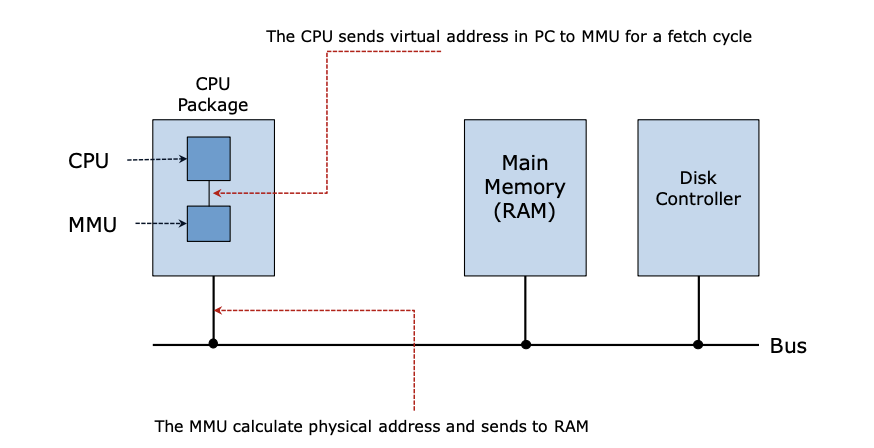 The CPU sends virtual address in PC to MMU for a fetch cycle
CPU
Package
CPU
MMU
Main
Memory
(RAM)
Disk
Controller
Bus
The MMU calculate physical address and sends to RAM